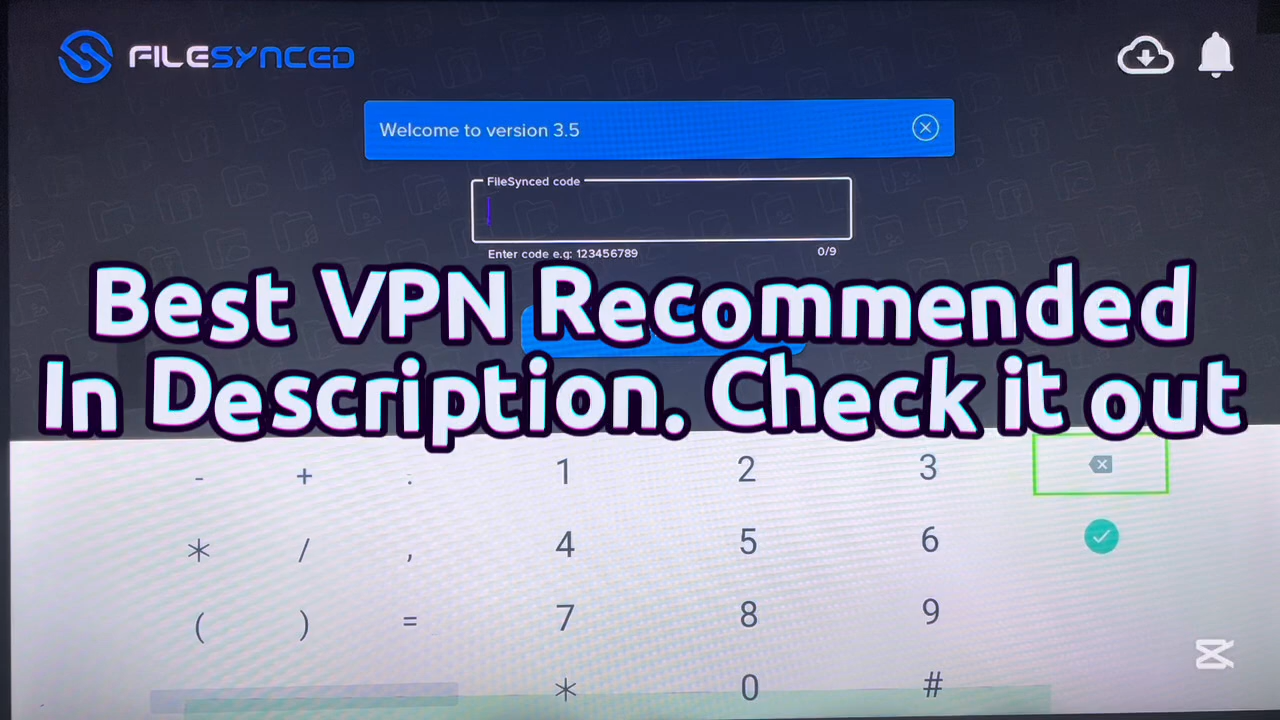 FILESYNCED
Welcome to version 3.5
FileSynced code
Enter code e.g: 123456789 0/9
Best VPN Recommended
In Description. Check it out
- + . 1 2 3
* / , 4 5 6
( ) = 7 8 9
* 0 #